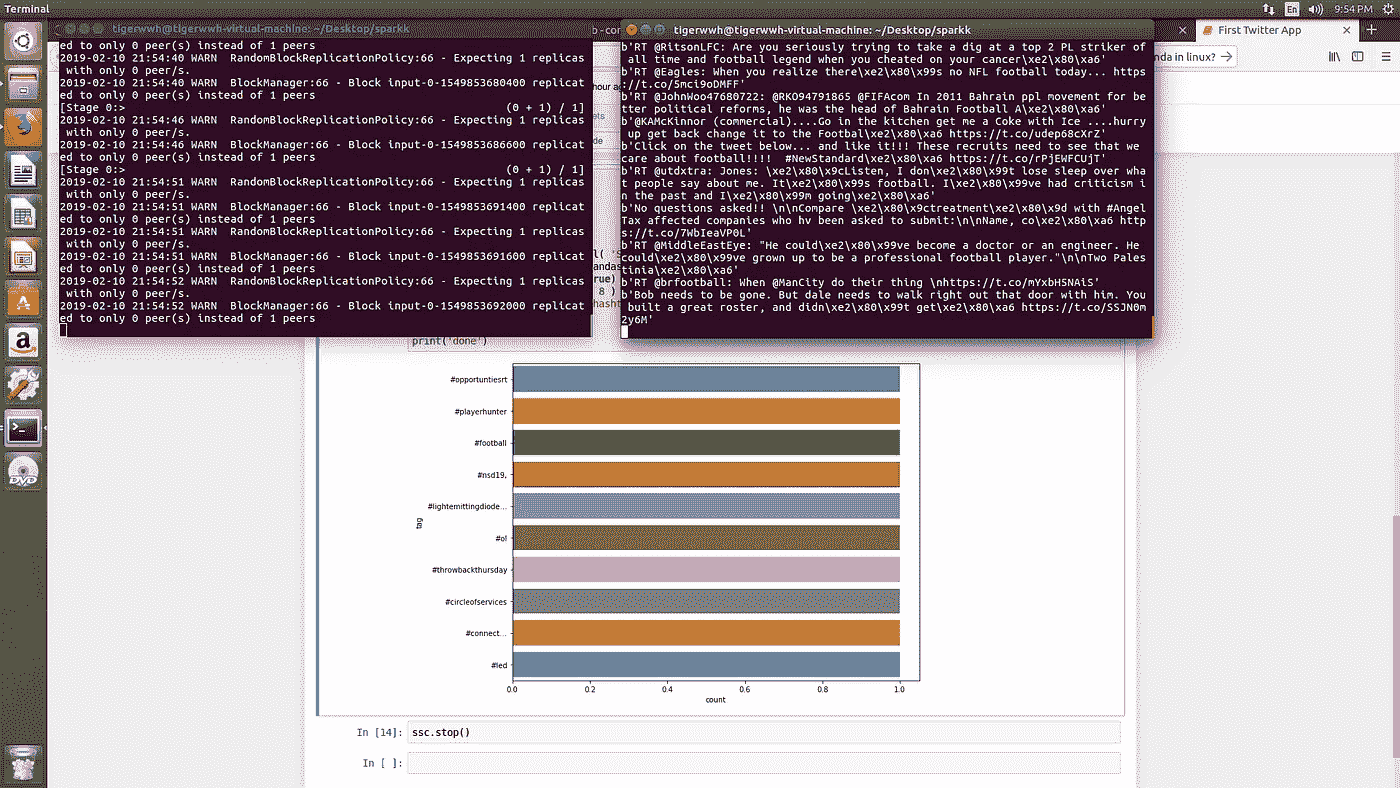 Terminal
En
9:54 PM
tigerwwh@tigerwwh-virtual-machine: ~/Desktop/sparkk
ed to only 0 peer(s) instead of 1 peers
2019-02-10 21:54:40 WARN  RandomBlockReplicationPolicy:66 - Expecting 1 replicas
 with only 0 peer/s.
2019-02-10 21:54:40 WARN  BlockManager:66 - Block input-0-1549853680400 replicat
ed to only 0 peer(s) instead of 1 peers
[Stage 0:>                                                          (0 + 1) / 1]
2019-02-10 21:54:46 WARN  RandomBlockReplicationPolicy:66 - Expecting 1 replicas
 with only 0 peer/s.
2019-02-10 21:54:46 WARN  BlockManager:66 - Block input-0-1549853686600 replicat
ed to only 0 peer(s) instead of 1 peers
[Stage 0:>                                                          (0 + 1) / 1]
2019-02-10 21:54:51 WARN  RandomBlockReplicationPolicy:66 - Expecting 1 replicas
 with only 0 peer/s.
2019-02-10 21:54:51 WARN  BlockManager:66 - Block input-0-1549853691400 replicat
ed to only 0 peer(s) instead of 1 peers
2019-02-10 21:54:51 WARN  RandomBlockReplicationPolicy:66 - Expecting 1 replicas
 with only 0 peer/s.
2019-02-10 21:54:51 WARN  BlockManager:66 - Block input-0-1549853691600 replicat
ed to only 0 peer(s) instead of 1 peers
2019-02-10 21:54:52 WARN  RandomBlockReplicationPolicy:66 - Expecting 1 replicas
 with only 0 peer/s.
2019-02-10 21:54:52 WARN  BlockManager:66 - Block input-0-1549853692000 replicat
ed to only 0 peer(s) instead of 1 peers
tigerwwh@tigerwwh-virtual-machine: ~/Desktop/sparkk
b'RT @RitsonLFC: Are you seriously trying to take a dig at a top 2 PL striker of
all time and football legend when you cheated on your cancer\xe2\x80\xa6'
b'RT @Eagles: When you realize there\xe2\x80\x99s no NFL football today... https
://t.co/5mci9oDMFF'
b'RT @JohnWoo47680722: @RKO94791865 @FIFAcom In 2011 Bahrain ppl movement for be
tter political reforms, he was the head of Bahrain Football A\xe2\x80\xa6'
b'@KAMcKinnor (commercial)....Go in the kitchen get me a Coke with Ice ....hurry
 up get back change it to the Footbal\xe2\x80\xa6 https://t.co/udep68cXrZ'
b'Click on the tweet below... and like it!!! These recruits need to see that we
care about football!!!!  #NewStandard\xe2\x80\xa6 https://t.co/rPjEWFCUjT'
b'RT @utdxtra: Jones: \xe2\x80\x9cListen, I don\xe2\x80\x99t lose sleep over wha
t people say about me. It\xe2\x80\x99s football. I\xe2\x80\x99ve had criticism i
n the past and I\xe2\x80\x99m going\xe2\x80\xa6'
b'No questions asked!! \n\nCompare \xe2\x80\x9ctreatment\xe2\x80\x9d with #Angel
Tax affected companies who hv been asked to submit:\n\nName, co\xe2\x80\xa6 http
s://t.co/7WbIeaVP0L'
b'RT @MiddleEastEye: "He could\xe2\x80\x99ve become a doctor or an engineer. He
could\xe2\x80\x99ve grown up to be a professional football player."\n\nTwo Pales
tinia\xe2\x80\xa6'
b'RT @brfootball: When @ManCity do their thing \nhttps://t.co/mYxbHSNAiS'
b'Bob needs to be gone. But dale needs to walk right out that door with him. You
 built a great roster, and didn\xe2\x80\x99t get\xe2\x80\xa6 https://t.co/SSJN0m
2y6M'
First Twitter App
nda in linux?
print('done')
#opportuntiesrt
#playerhunter
#football
#nsd19,
#lightemittingdiode...
#ol
#throwbackthursday
#circleofservices
#connect...
#led
tag
0.0 0.2 0.4 0.6 0.8 1.0
count
In [14]: ssc.stop()
In [ ]:
DVD